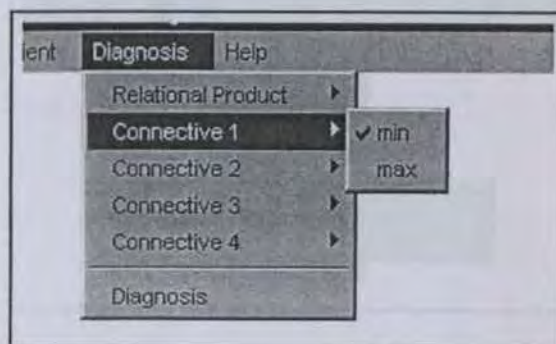 ient Diagnosis Help
Relational Product
Connective 1
min
max
Connective 2
Connective 3
Connective 4
Diagnosis